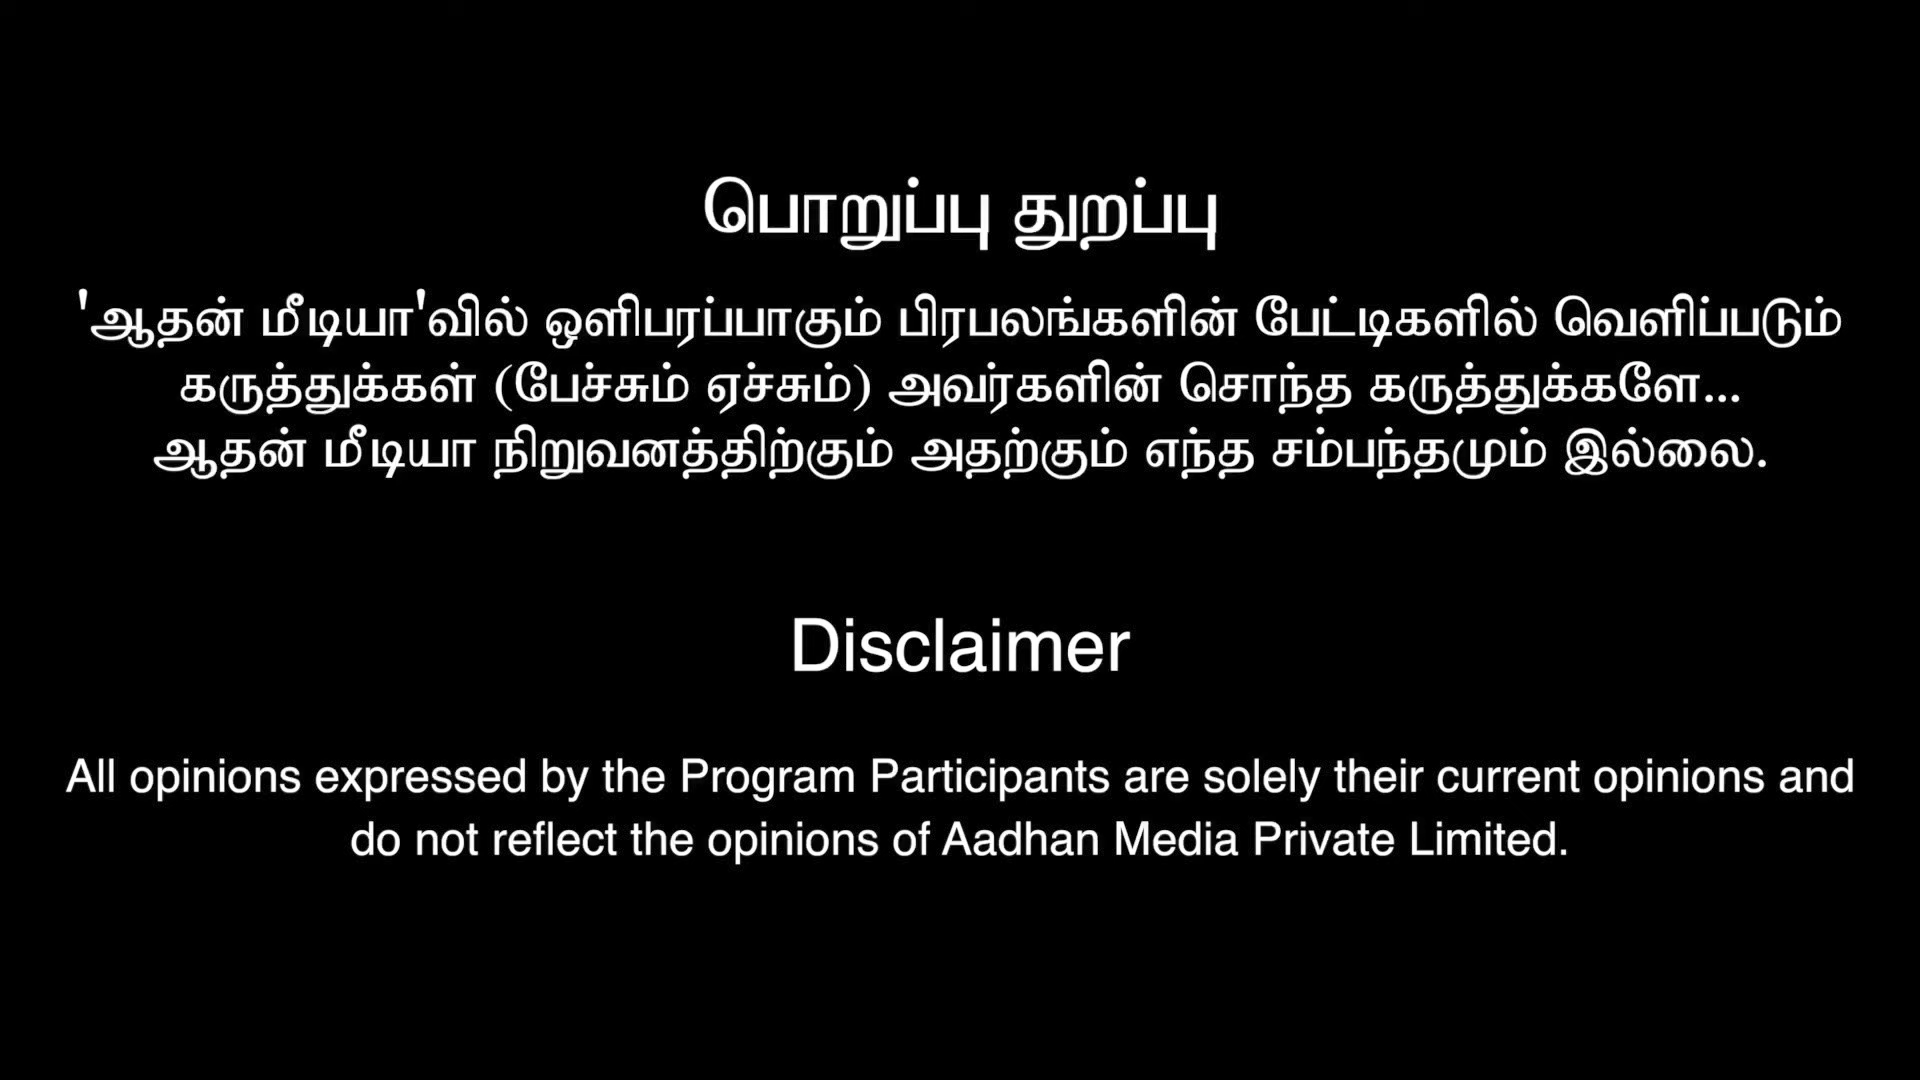 பொறுப்பு துறப்பு
'ஆதன் மீடியா'வில் ஒளிபரப்பாகும் பிரபலங்களின் பேட்டிகளில் வெளிப்படும்
கருத்துக்கள் (பேச்சும் ஏச்சும்) அவர்களின் சொந்த கருத்துக்களே...
ஆதன் மீடியா நிறுவனத்திற்கும் அதற்கும் எந்த சம்பந்தமும் இல்லை.
Disclaimer
All opinions expressed by the Program Participants are solely their current opinions and
do not reflect the opinions of Aadhan Media Private Limited.